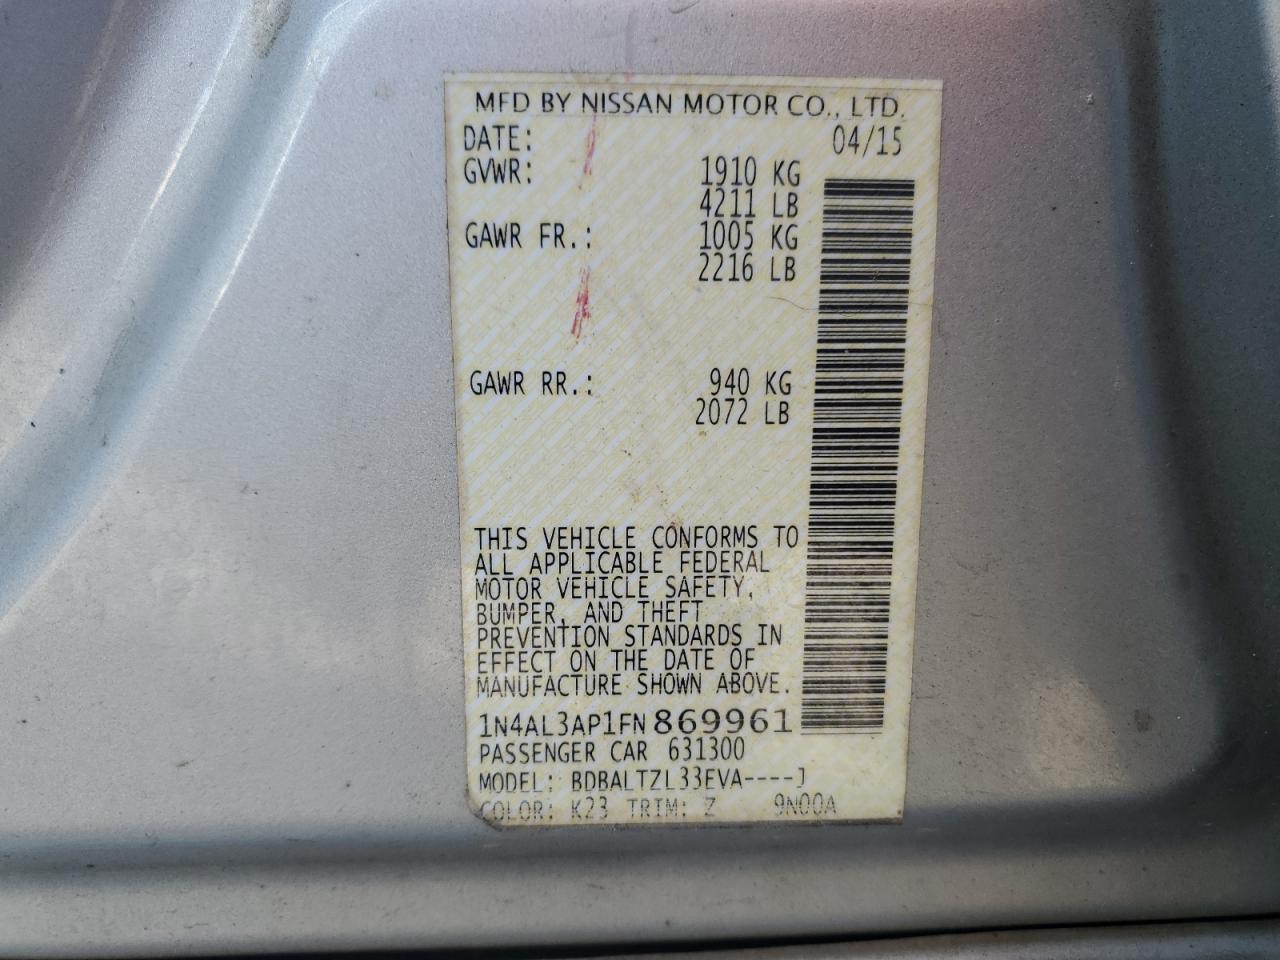 MFD BY NISSAN MOTOR CO., LTD.
DATE: 04/15
GVWR: 1910 KG
4211 LB
GAWR FR.: 1005 KG
2216 LB
GAWR RR.: 940 KG
2072 LB
THIS VEHICLE CONFORMS TO
ALL APPLICABLE FEDERAL
MOTOR VEHICLE SAFETY,
BUMPER, AND THEFT
PREVENTION STANDARDS IN
EFFECT ON THE DATE OF
MANUFACTURE SHOWN ABOVE.
1N4AL3AP1FN869961
PASSENGER CAR 631300
MODEL: BDBALTZL33EVA----J
COLOR: K23 TRIM: Z 9N00A